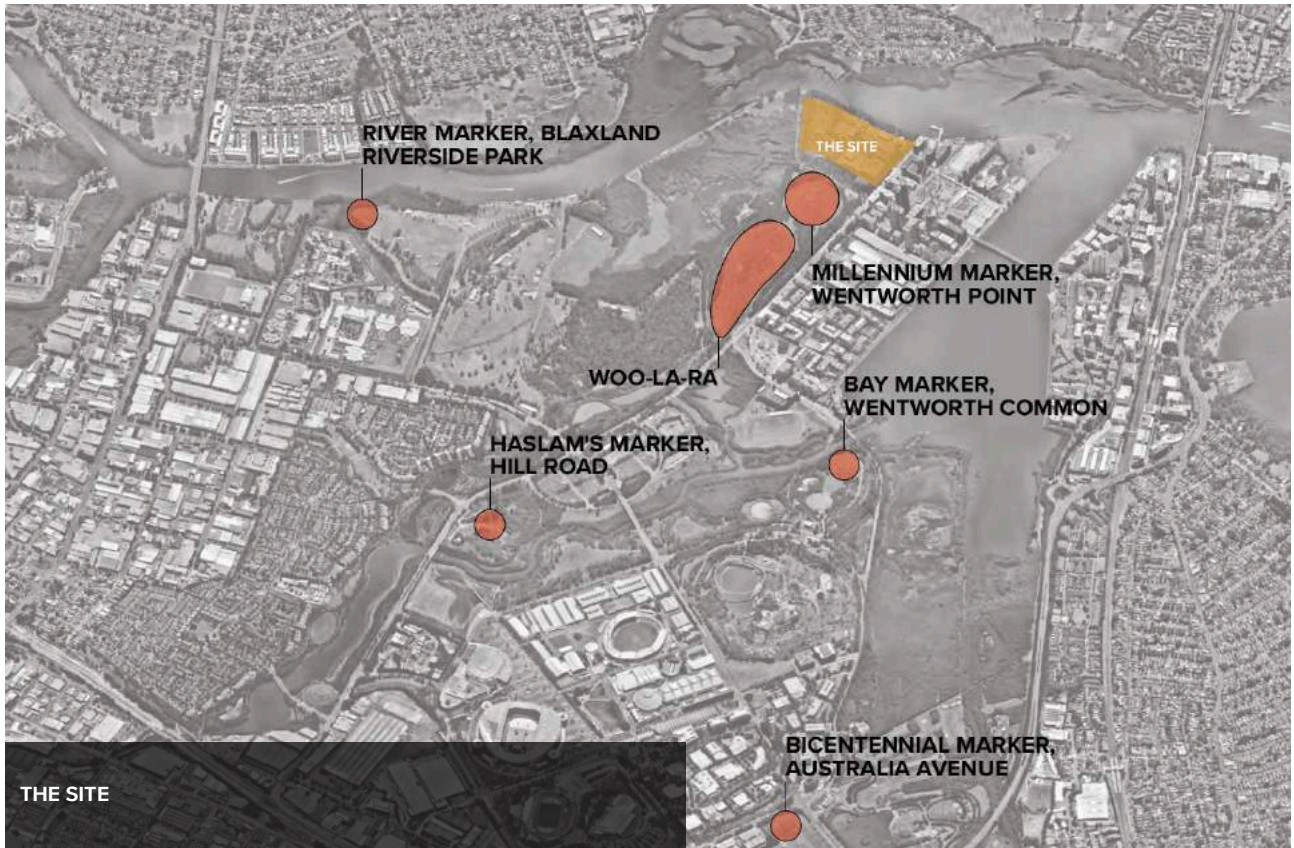 RIVER MARKER, BLAXLAND
RIVERSIDE PARK
THE SITE
MILLENNIUM MARKER,
WENTWORTH POINT
WOO-LA-RA
BAY MARKER,
WENTWORTH COMMON
HASLAM'S MARKER,
HILL ROAD
BICENTENNIAL MARKER,
AUSTRALIA AVENUE
THE SITE